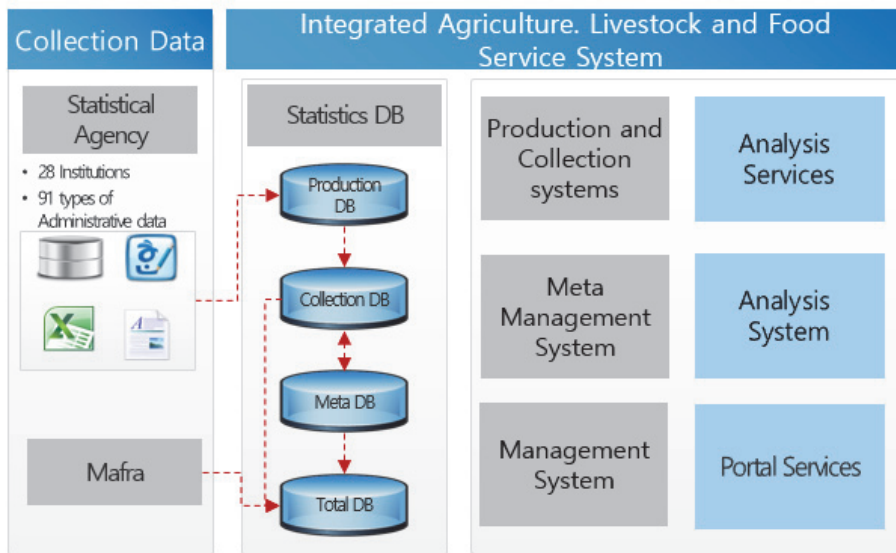 Collection Data
Integrated Agriculture. Livestock and Food
Service System
Statistical
Agency
• 28 Institutions
• 91 types of
Administrative data
Mafra
Statistics DB
Production
DB
Collection DB
Meta DB
Total DB
Production and
Collection
systems
Analysis
Services
Meta
Management
System
Analysis
System
Management
System
Portal Services